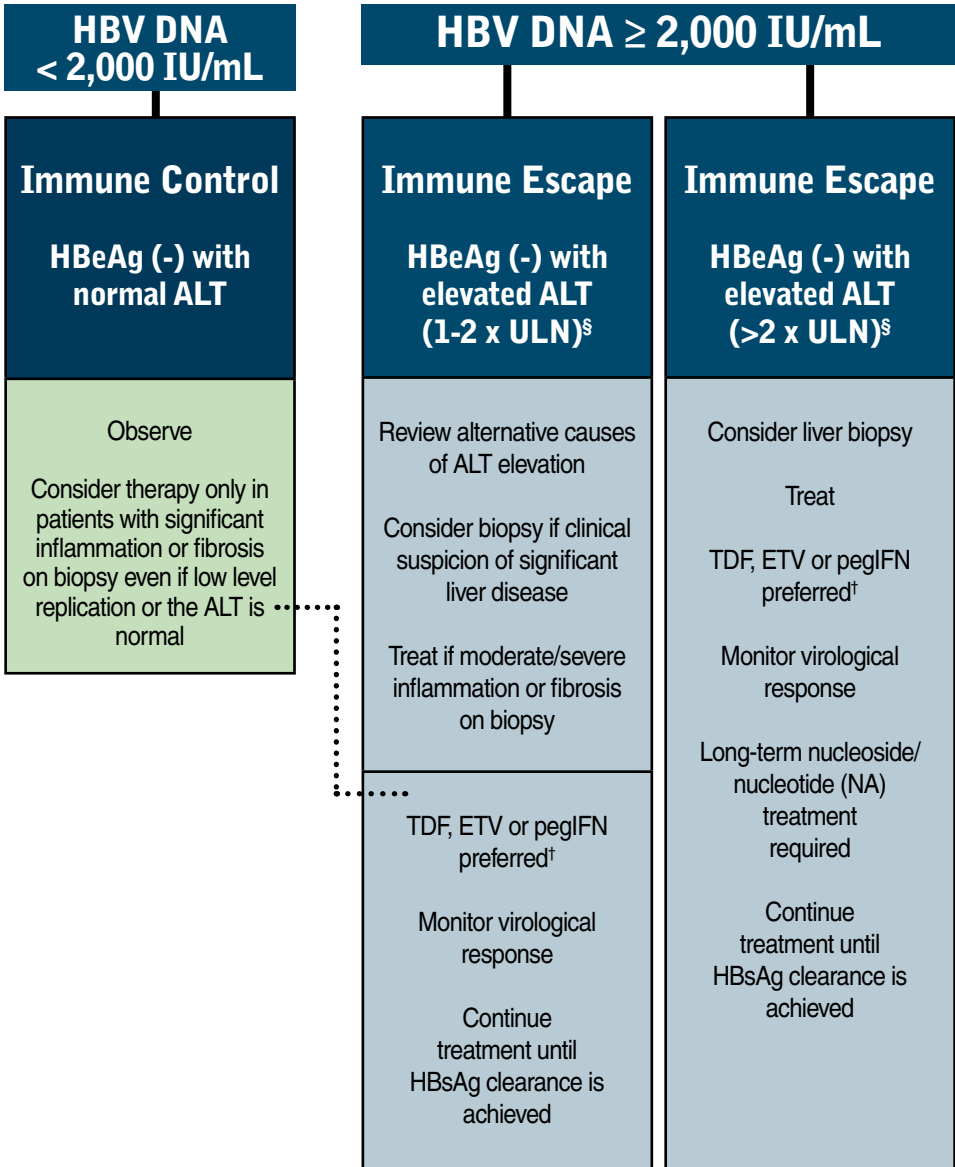 HBV DNA
< 2,000 IU/mL
HBV DNA ≥ 2,000 IU/mL
Immune Control
HBeAg (-) with
normal ALT
Observe
Consider therapy only in
patients with significant
inflammation or fibrosis
on biopsy even if low level
replication or the ALT is
normal
Immune Escape
HBeAg (-) with
elevated ALT
(1-2 x ULN)§
Review alternative causes
of ALT elevation
Consider biopsy if clinical
suspicion of significant
liver disease
Treat if moderate/severe
inflammation or fibrosis
on biopsy
TDF, ETV or pegIFN
preferred†
Monitor virological
response
Continue
treatment until
HBsAg clearance is
achieved
Immune Escape
HBeAg (-) with
elevated ALT
(>2 x ULN)§
Consider liver biopsy
Treat
TDF, ETV or pegIFN
preferred†
Monitor virological
response
Long-term nucleoside/
nucleotide (NA)
treatment
required
Continue
treatment until
HBsAg clearance is
achieved